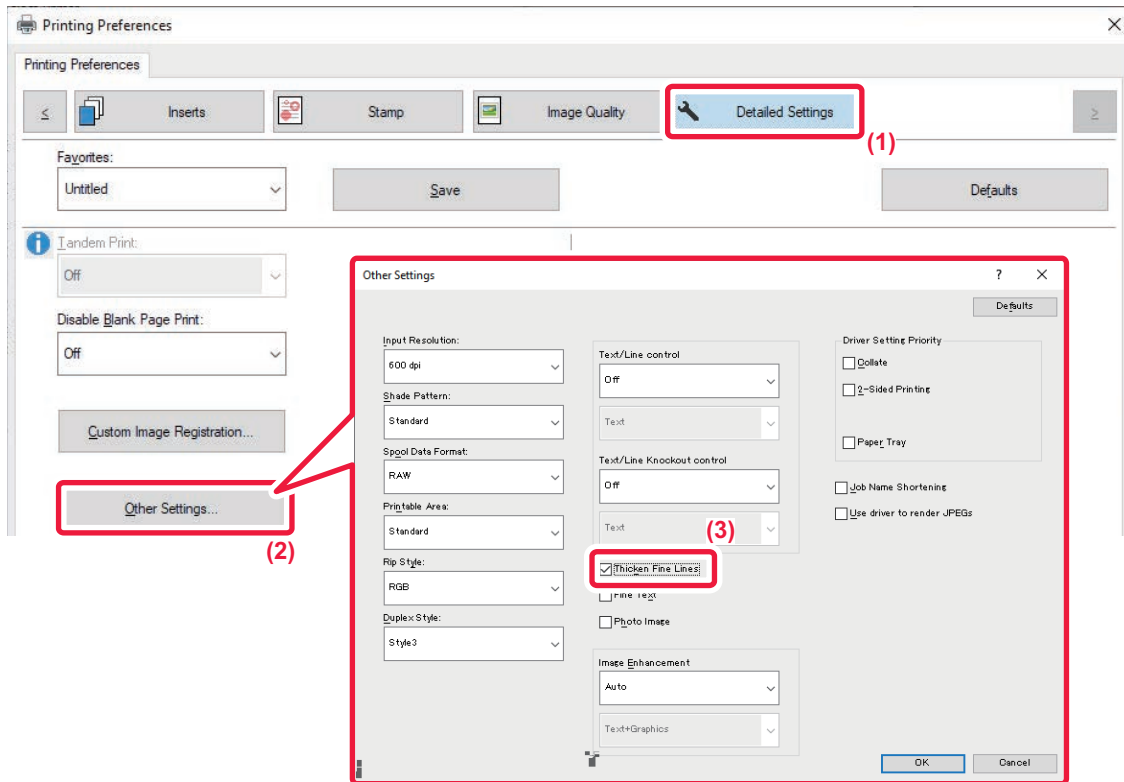 Printing Preferences
Printing Preferences
<
Inserts
Stamp
Image Quality
Detailed Settings
>
(1)
Favorites:
Untitled
Save
Defaults
Tandem Print:
Off
Disable Blank Page Print:
Off
Custom Image Registration...
Other Settings...
(2)
Other Settings
?
Defaults
Input Resolution:
600 dpi
Shade Pattern:
Standard
Spool Data Format:
RAW
Printable Area:
Standard
Rip Style:
RGB
Duplex Style:
Style3
Text/Line control
Off
Text
Text/Line Knockout control
Off
Text
(3)
Thicken Fine Lines
Fine Text
Photo Image
Image Enhancement
Auto
Text+Graphics
Driver Setting Priority
Collate
2-Sided Printing
Paper Tray
Job Name Shortening
Use driver to render JPEGs
OK
Cancel